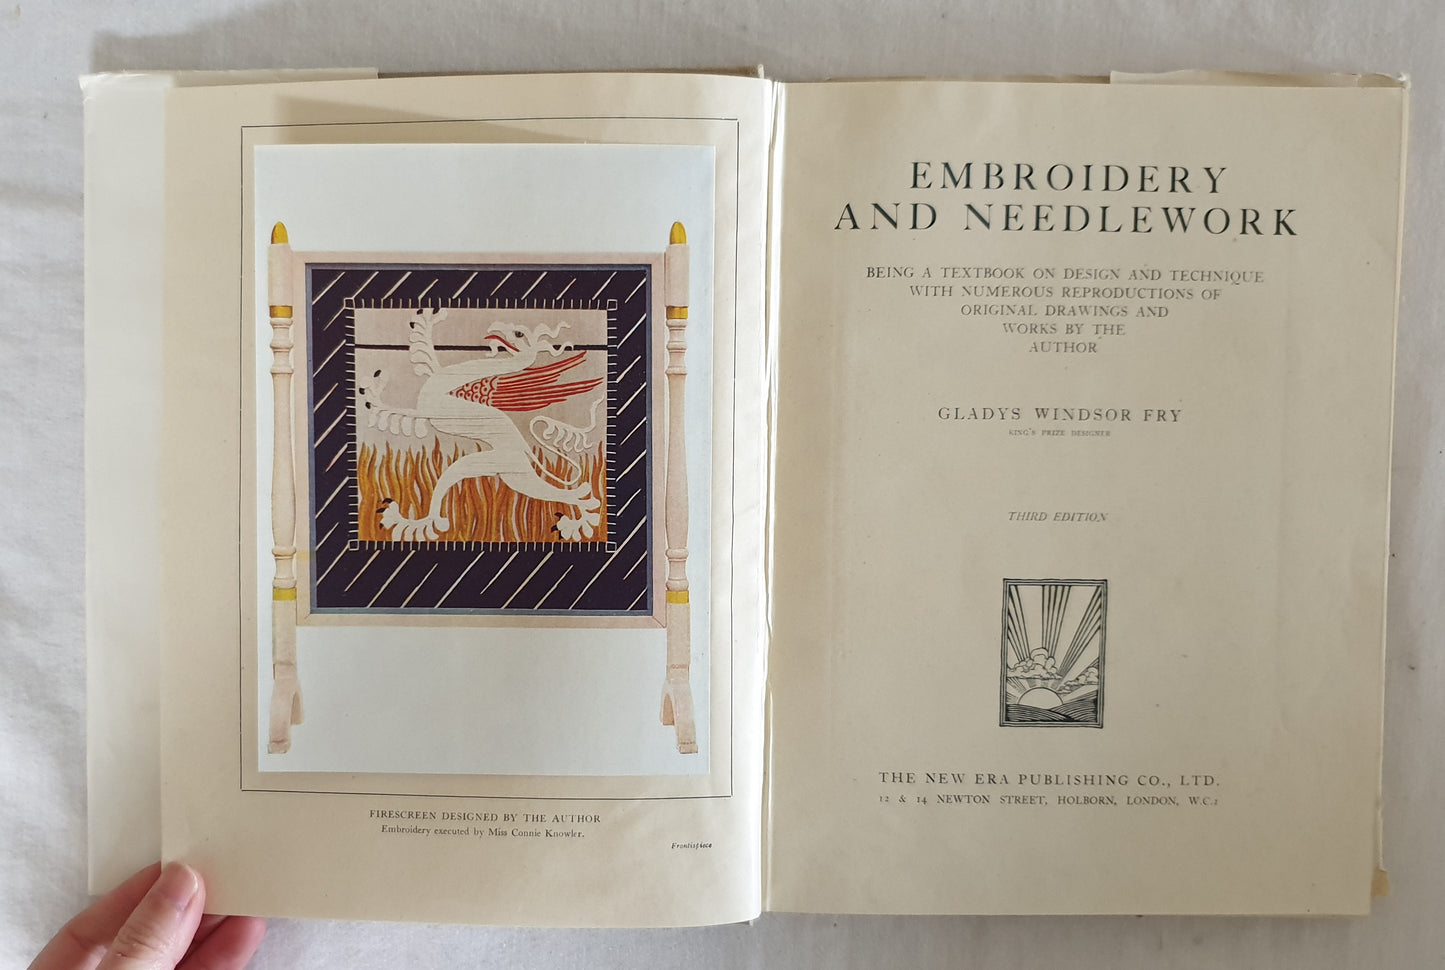 FIRESCREEN DESIGNED BY THE AUTHOR
Embroidery executed by Miss Connie Knowler.
Frontispiece
EMBROIDERY
AND NEEDLEWORK
BEING A TEXTBOOK ON DESIGN AND TECHNIQUE
WITH NUMEROUS REPRODUCTIONS OF
ORIGINAL DRAWINGS AND
WORKS BY THE
AUTHOR
GLADYS WINDSOR FRY
KING'S PRIZE DESIGNER
THIRD EDITION
THE NEW ERA PUBLISHING CO., LTD.
12 & 14 NEWTON STREET, HOLBORN, LONDON, W.C.2